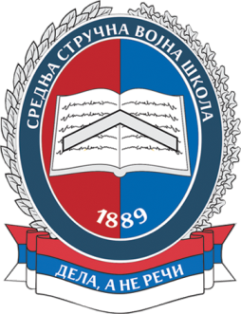 СРЕДЊА СТРУЧНА ВОЈНА ШКОЛА
1889
ДЕЛА, А НЕ РЕЧИ